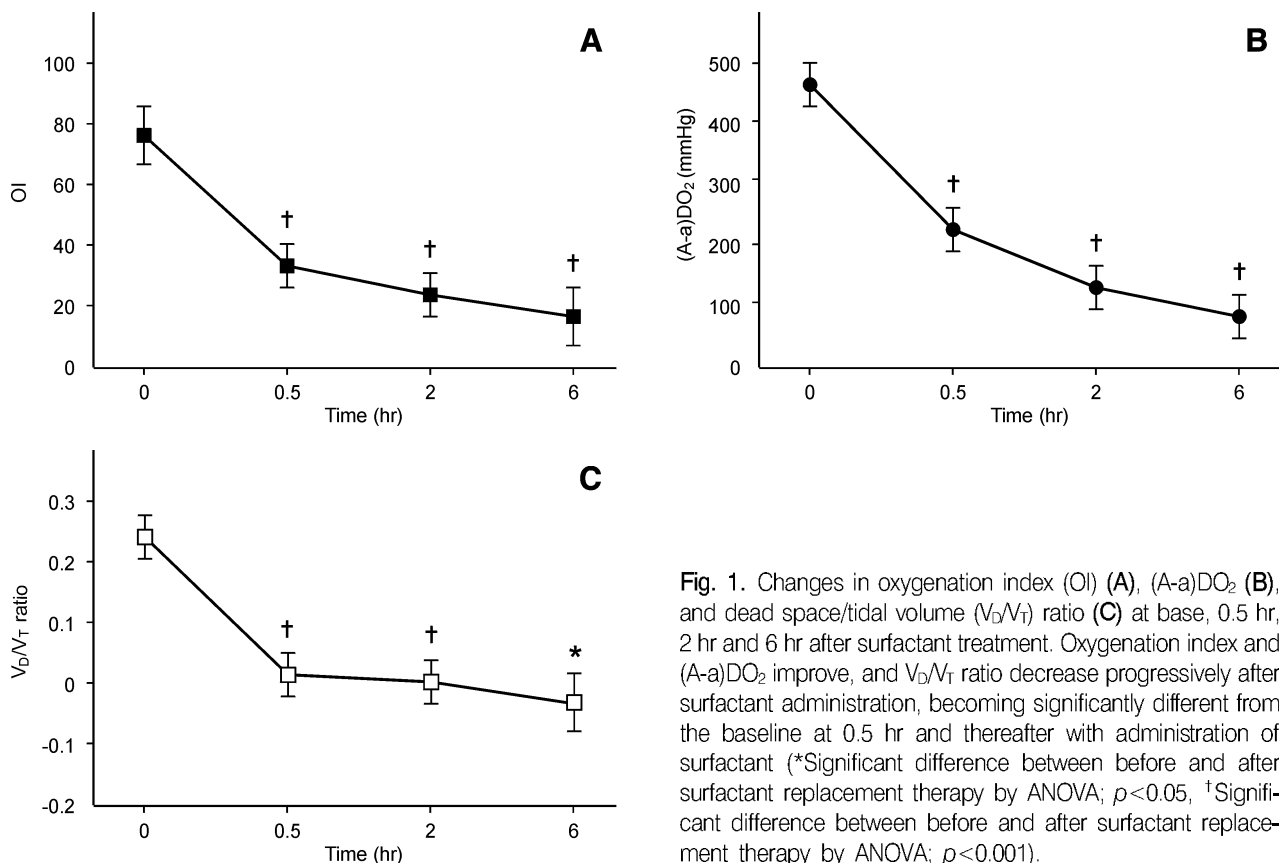 A
100
80
60
40
20
0
OI
†
†
†
0
0.5
2
6
Time (hr)
B
500
400
300
200
100
0
(A-a)DO₂ (mmHg)
†
†
†
0
0.5
2
6
Time (hr)
C
0.3
0.2
0.1
0
-0.1
-0.2
V_D/V_T ratio
†
†
*
0
0.5
2
6
Time (hr)
Fig. 1. Changes in oxygenation index (OI) (A), (A-a)DO₂ (B),
and dead space/tidal volume (V_D/V_T) ratio (C) at base, 0.5 hr,
2 hr and 6 hr after surfactant treatment. Oxygenation index and
(A-a)DO₂ improve, and V_D/V_T ratio decrease progressively after
surfactant administration, becoming significantly different from
the baseline at 0.5 hr and thereafter with administration of
surfactant (*Significant difference between before and after
surfactant replacement therapy by ANOVA; p<0.05, †Signifi-
cant difference between before and after surfactant replace-
ment therapy by ANOVA; p<0.001).